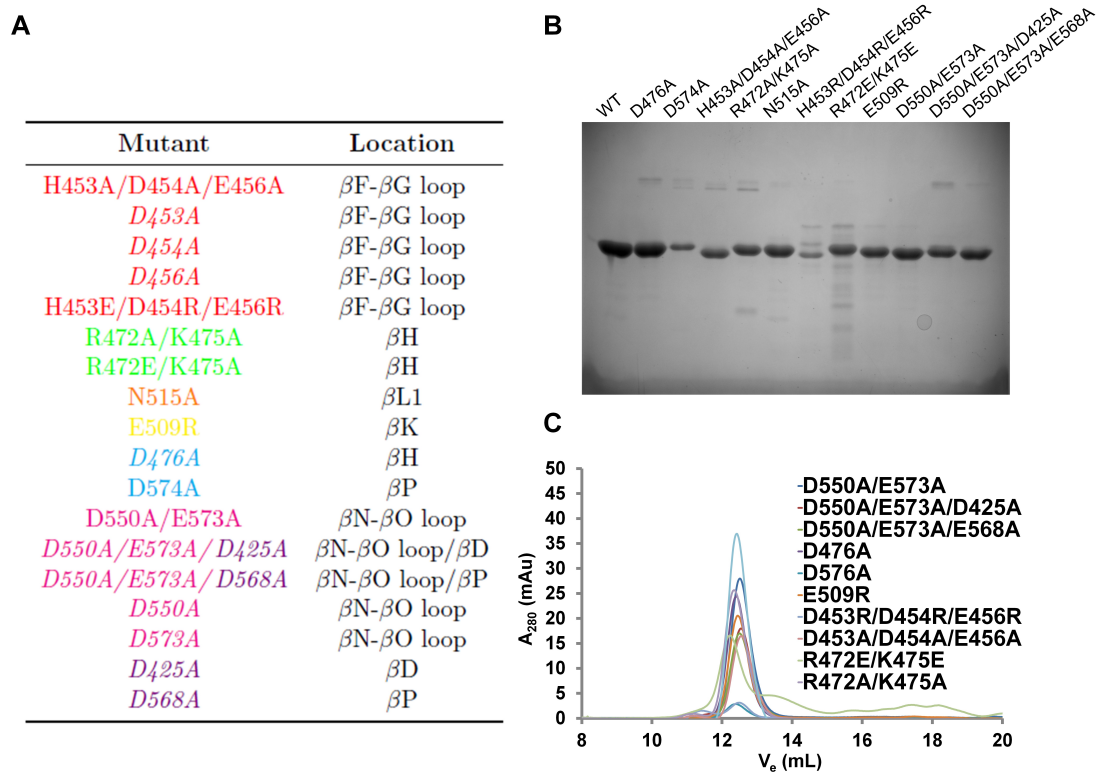 A
Mutant Location
H453A/D454A/E456A βF-βG loop
D453A βF-βG loop
D454A βF-βG loop
D456A βF-βG loop
H453E/D454R/E456R βF-βG loop
R472A/K475A βH
R472E/K475A βH
N515A βL1
E509R βK
D476A βH
D574A βP
D550A/E573A βN-βO loop
D550A/E573A/D425A βN-βO loop/βD
D550A/E573A/D568A βN-βO loop/βP
D550A βN-βO loop
D573A βN-βO loop
D425A βD
D568A βP
B
WT
D476A
D574A
H453A/D454A/E456A
R472A/K475A
N515A
H453R/D454R/E456R
R472E/K475E
E509R
D550A/E573A
D550A/E573A/D425A
D550A/E573A/E568A
C
50
45
40
35
30
25
20
15
10
5
0
A280 (mAu)
8 10 12 14 16 18 20
Ve (mL)
D550A/E573A
D550A/E573A/D425A
D550A/E573A/E568A
D476A
D576A
E509R
D453R/D454R/E456R
D453A/D454A/E456A
R472E/K475E
R472A/K475A